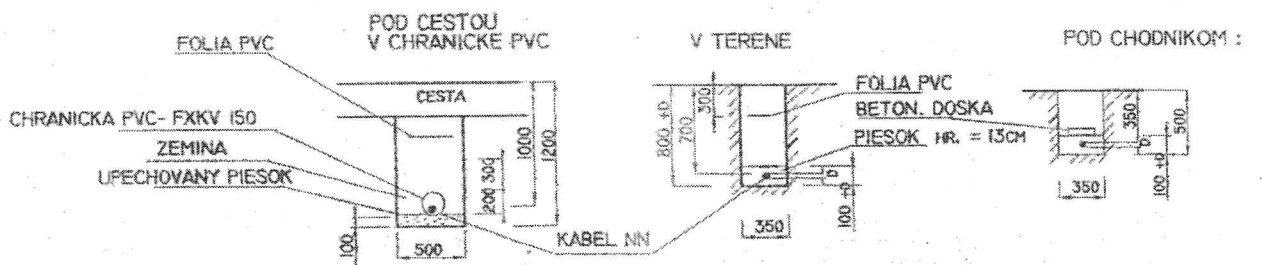 POD CESTOU
V CHRANICKE PVC
FOLIA PVC
CESTA
CHRANICKA PVC- FXKV 150
ZEMINA
UPECHOVANY PIESOK
100
500
200 300
1000
1200
KABEL NN
V TERENE
800 ±D
700
300
FOLIA PVC
BETON. DOSKA
PIESOK HR. = 13CM
D
100 ±D
350
POD CHODNIKOM :
350
500
D
100 ±D
350